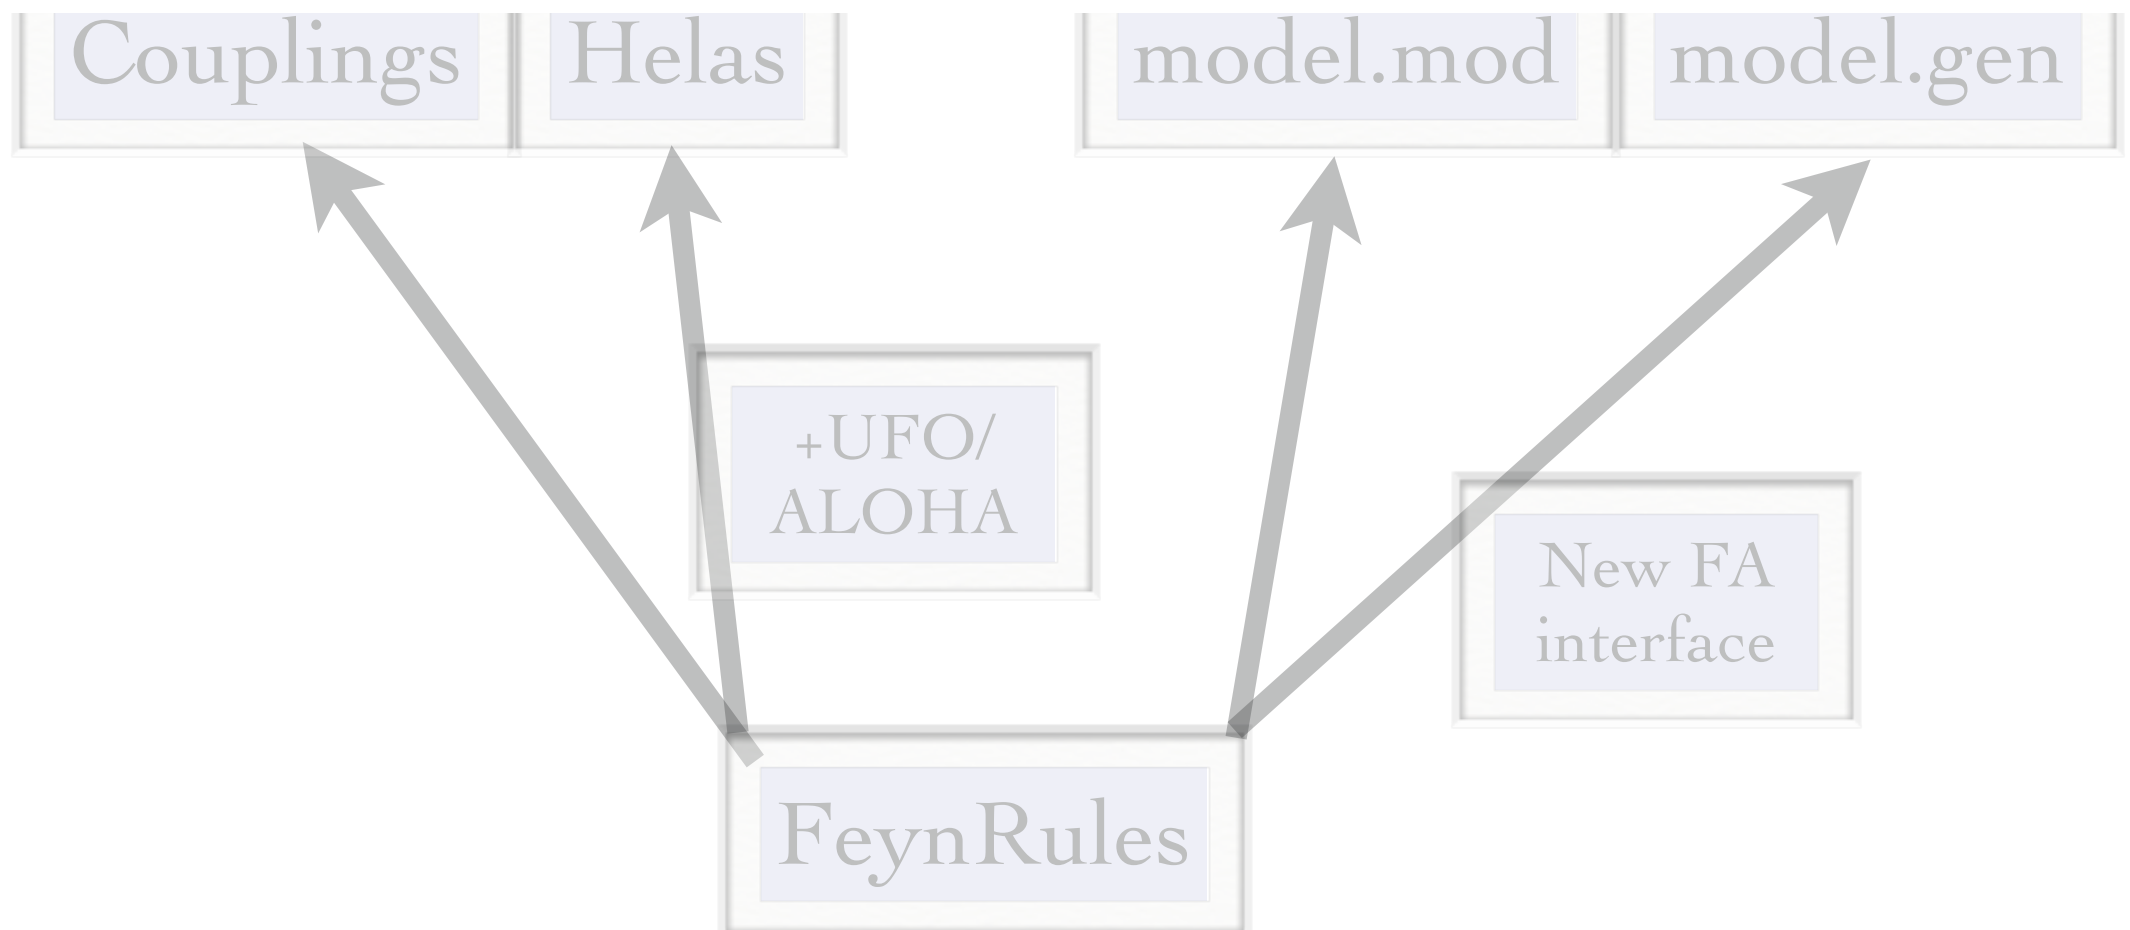 Couplings
Helas
model.mod
model.gen
+UFO/
ALOHA
New FA
interface
FeynRules